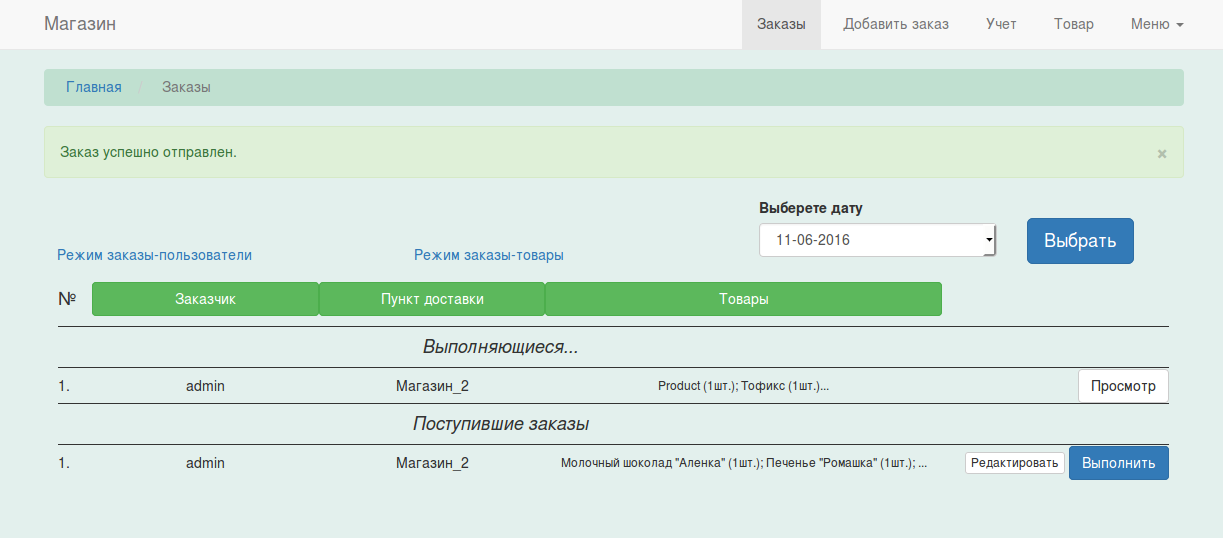 Магазин Заказы Добавить заказ Учет Товар Меню
Главная / Заказы
Заказ успешно отправлен. ×
Выберете дату
11-06-2016 Выбрать
Режим заказы-пользователи Режим заказы-товары
№ Заказчик Пункт доставки Товары
Выполняющиеся...
1. admin Магазин_2 Product (1шт.); Тофикс (1шт.)... Просмотр
Поступившие заказы
1. admin Магазин_2 Молочный шоколад "Аленка" (1шт.); Печенье "Ромашка" (1шт.); ... Редактировать Выполнить